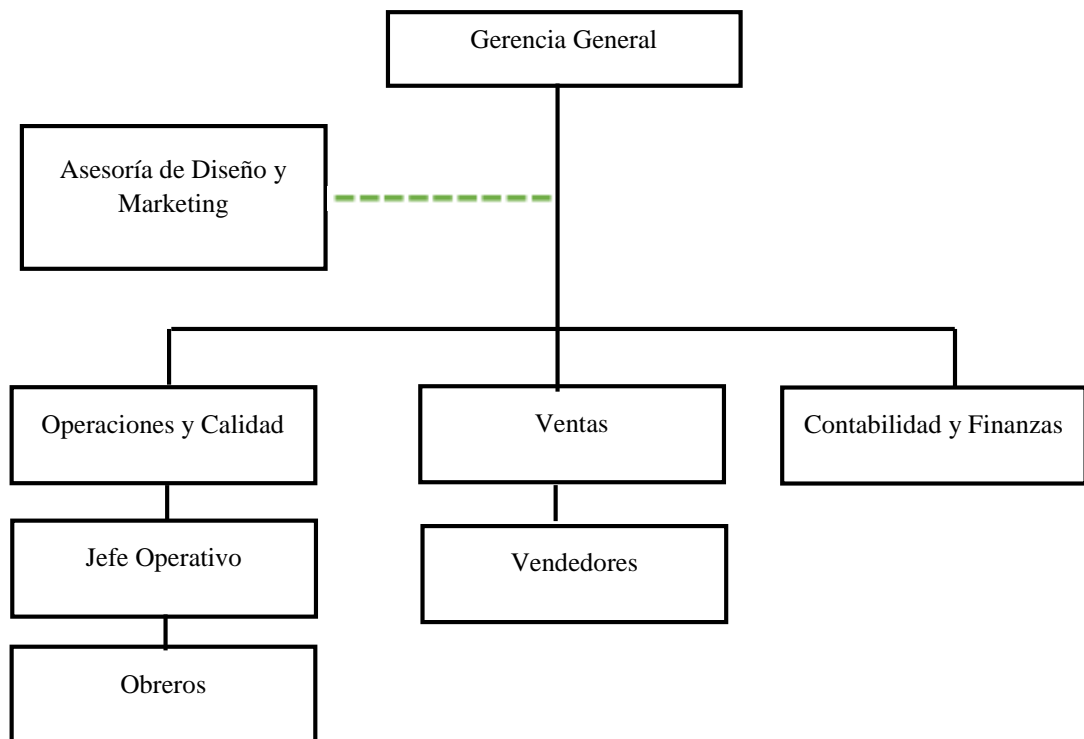 Gerencia General
Asesoría de Diseño y
Marketing
Operaciones y Calidad
Ventas
Contabilidad y Finanzas
Jefe Operativo
Vendedores
Obreros